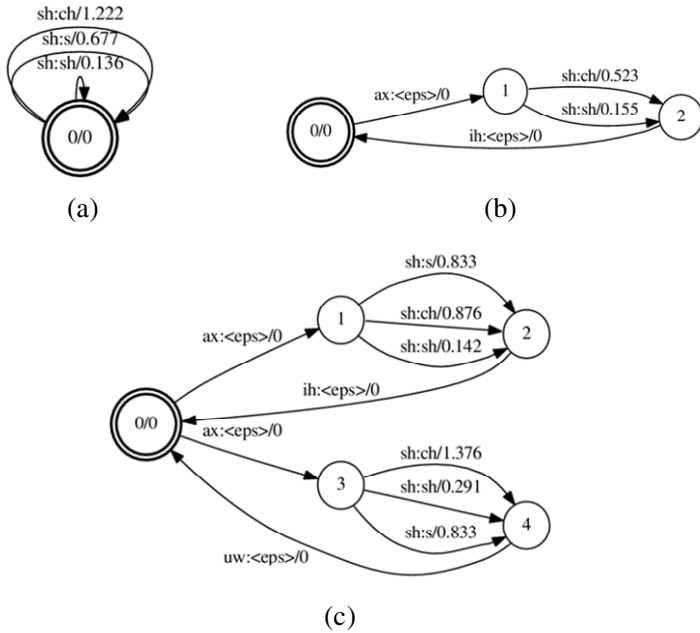 sh:ch/1.222
sh:s/0.677
sh:sh/0.136
0/0
(a)
ax:<eps>/0
1
sh:ch/0.523
sh:sh/0.155
0/0
2
ih:<eps>/0
(b)
sh:s/0.833
1
sh:ch/0.876
2
sh:sh/0.142
ax:<eps>/0
ih:<eps>/0
0/0
ax:<eps>/0
sh:ch/1.376
3
sh:sh/0.291
4
sh:s/0.833
uw:<eps>/0
(c)